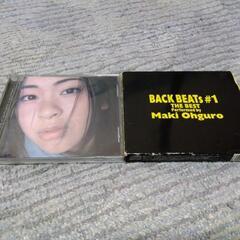 BACK BEATs #1
THE BEST
Performed by
Maki Ohguro